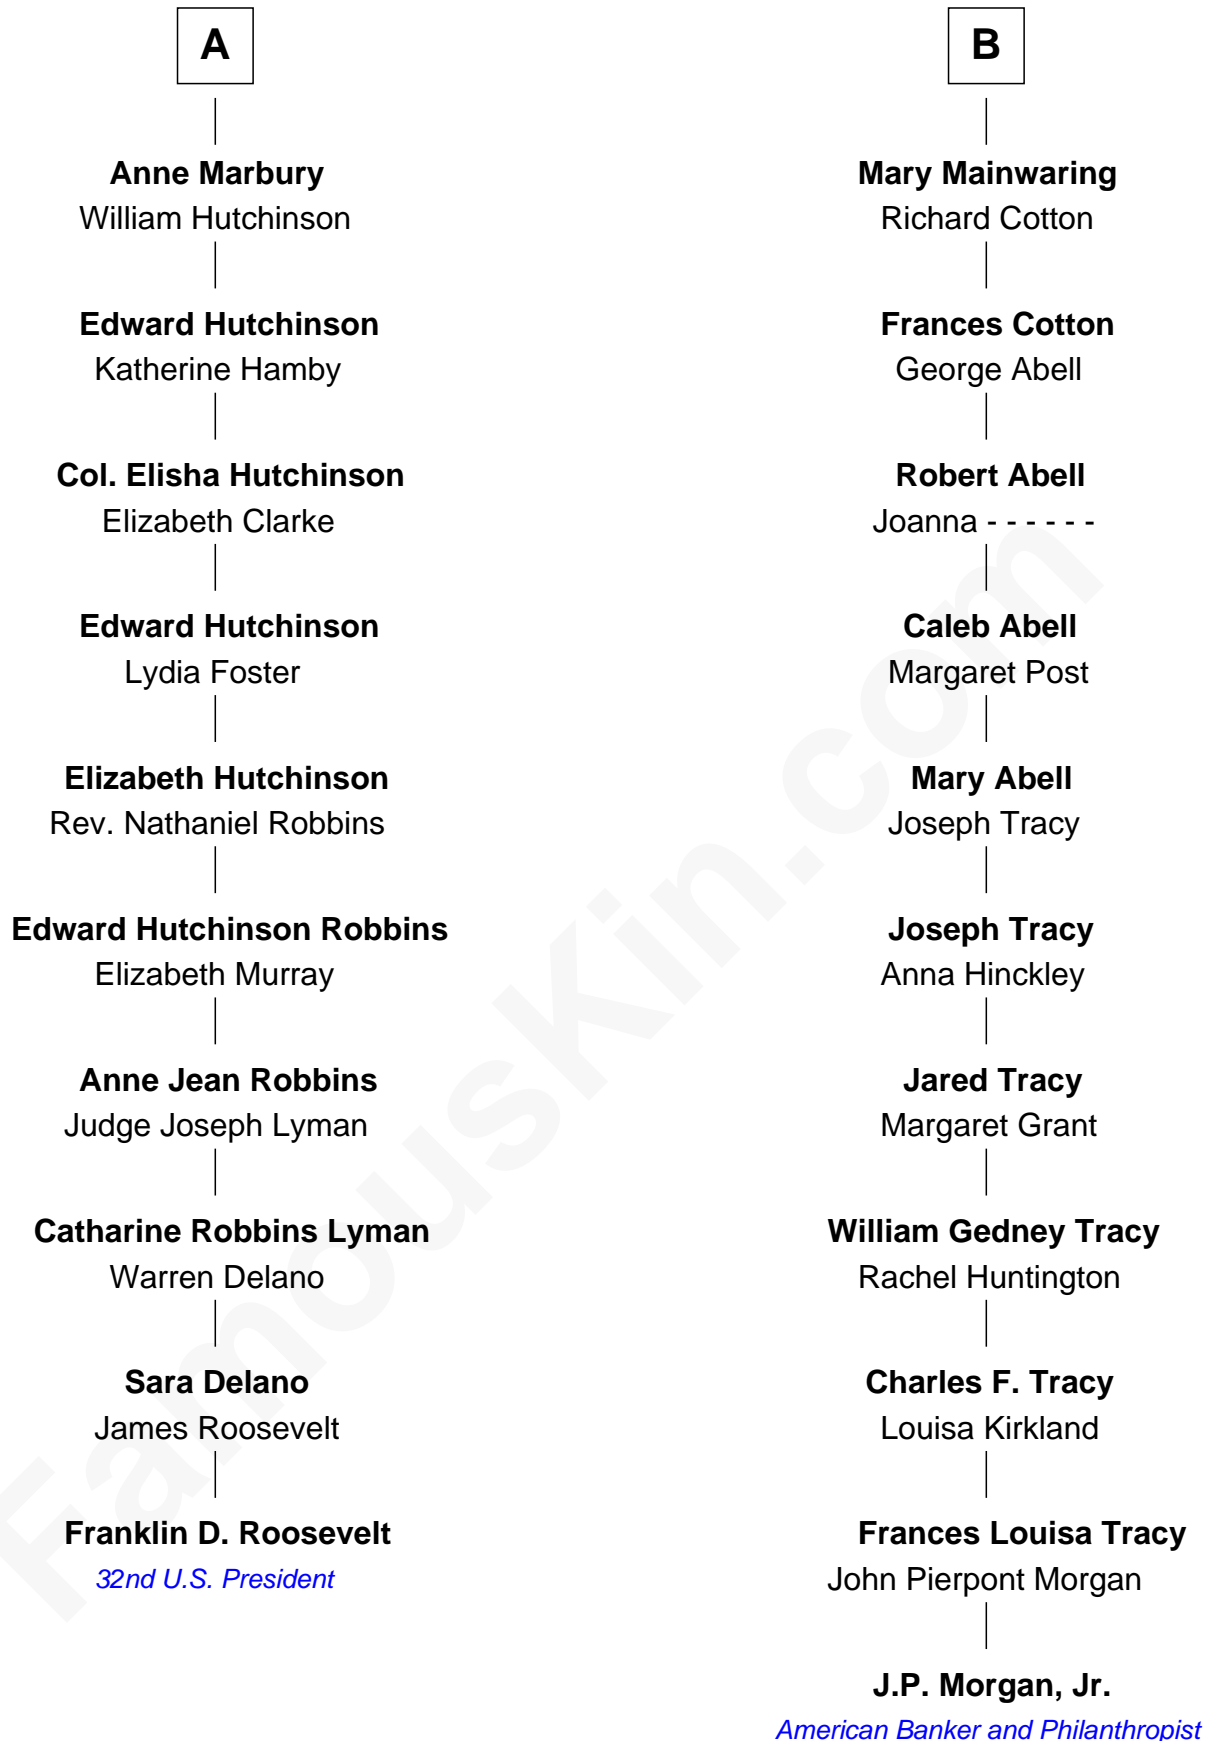 A
Anne Marbury
William Hutchinson
Edward Hutchinson
Katherine Hamby
Col. Elisha Hutchinson
Elizabeth Clarke
Edward Hutchinson
Lydia Foster
Elizabeth Hutchinson
Rev. Nathaniel Robbins
Edward Hutchinson Robbins
Elizabeth Murray
Anne Jean Robbins
Judge Joseph Lyman
Catharine Robbins Lyman
Warren Delano
Sara Delano
James Roosevelt
Franklin D. Roosevelt
32nd U.S. President
B
Mary Mainwaring
Richard Cotton
Frances Cotton
George Abell
Robert Abell
Joanna - - - - - -
Caleb Abell
Margaret Post
Mary Abell
Joseph Tracy
Joseph Tracy
Anna Hinckley
Jared Tracy
Margaret Grant
William Gedney Tracy
Rachel Huntington
Charles F. Tracy
Louisa Kirkland
Frances Louisa Tracy
John Pierpont Morgan
J.P. Morgan, Jr.
American Banker and Philanthropist
FamousKin.com